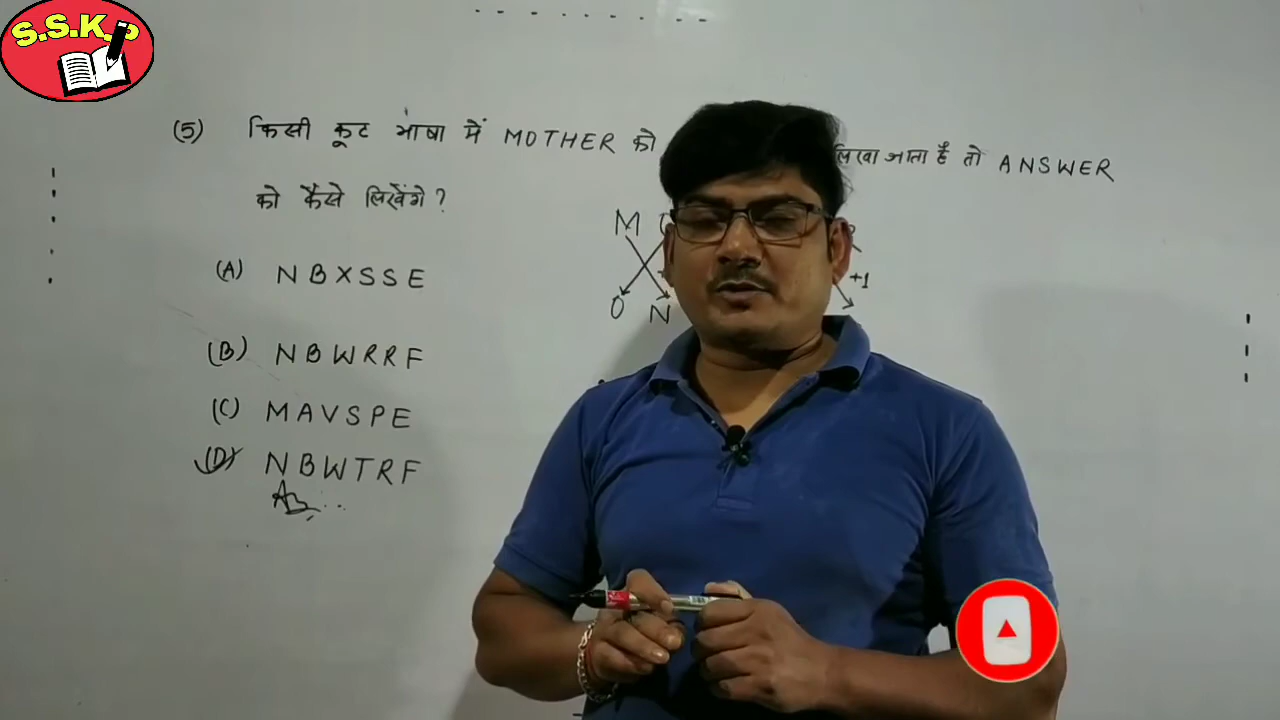 S.S.K.P
(5) किसी कूट भाषा में MOTHER को लिखा जाता है तो ANSWER
को कैसे लिखेंगे ?
M
+1
O N
(A) NBXSSE
(B) NBWRRF
(C) MAVSPE
(D) NBWTRF